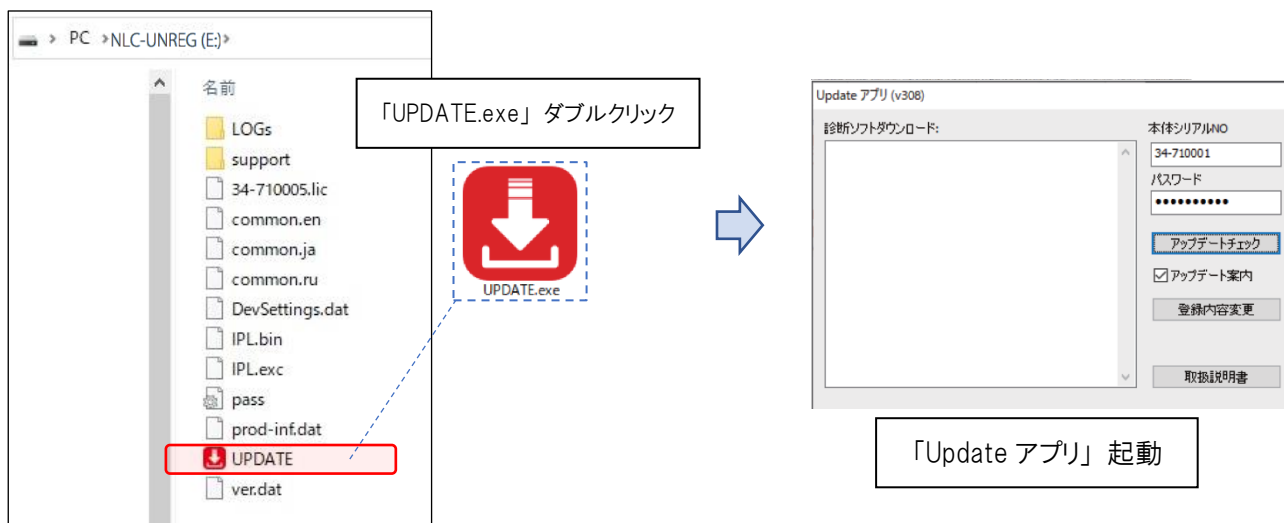 PC › NLC-UNREG (E:) ›
名前
LOGs
support
34-710005.lic
common.en
common.ja
common.ru
DevSettings.dat
IPL.bin
IPL.exc
pass
prod-inf.dat
UPDATE
ver.dat
「UPDATE.exe」 ダブルクリック
UPDATE.exe
Update アプリ (v308)
診断ソフトダウンロード:
本体シリアルNO
34-710001
パスワード
••••••••••
アップデートチェック
アップデート案内
登録内容変更
取扱説明書
「Update アプリ」 起動